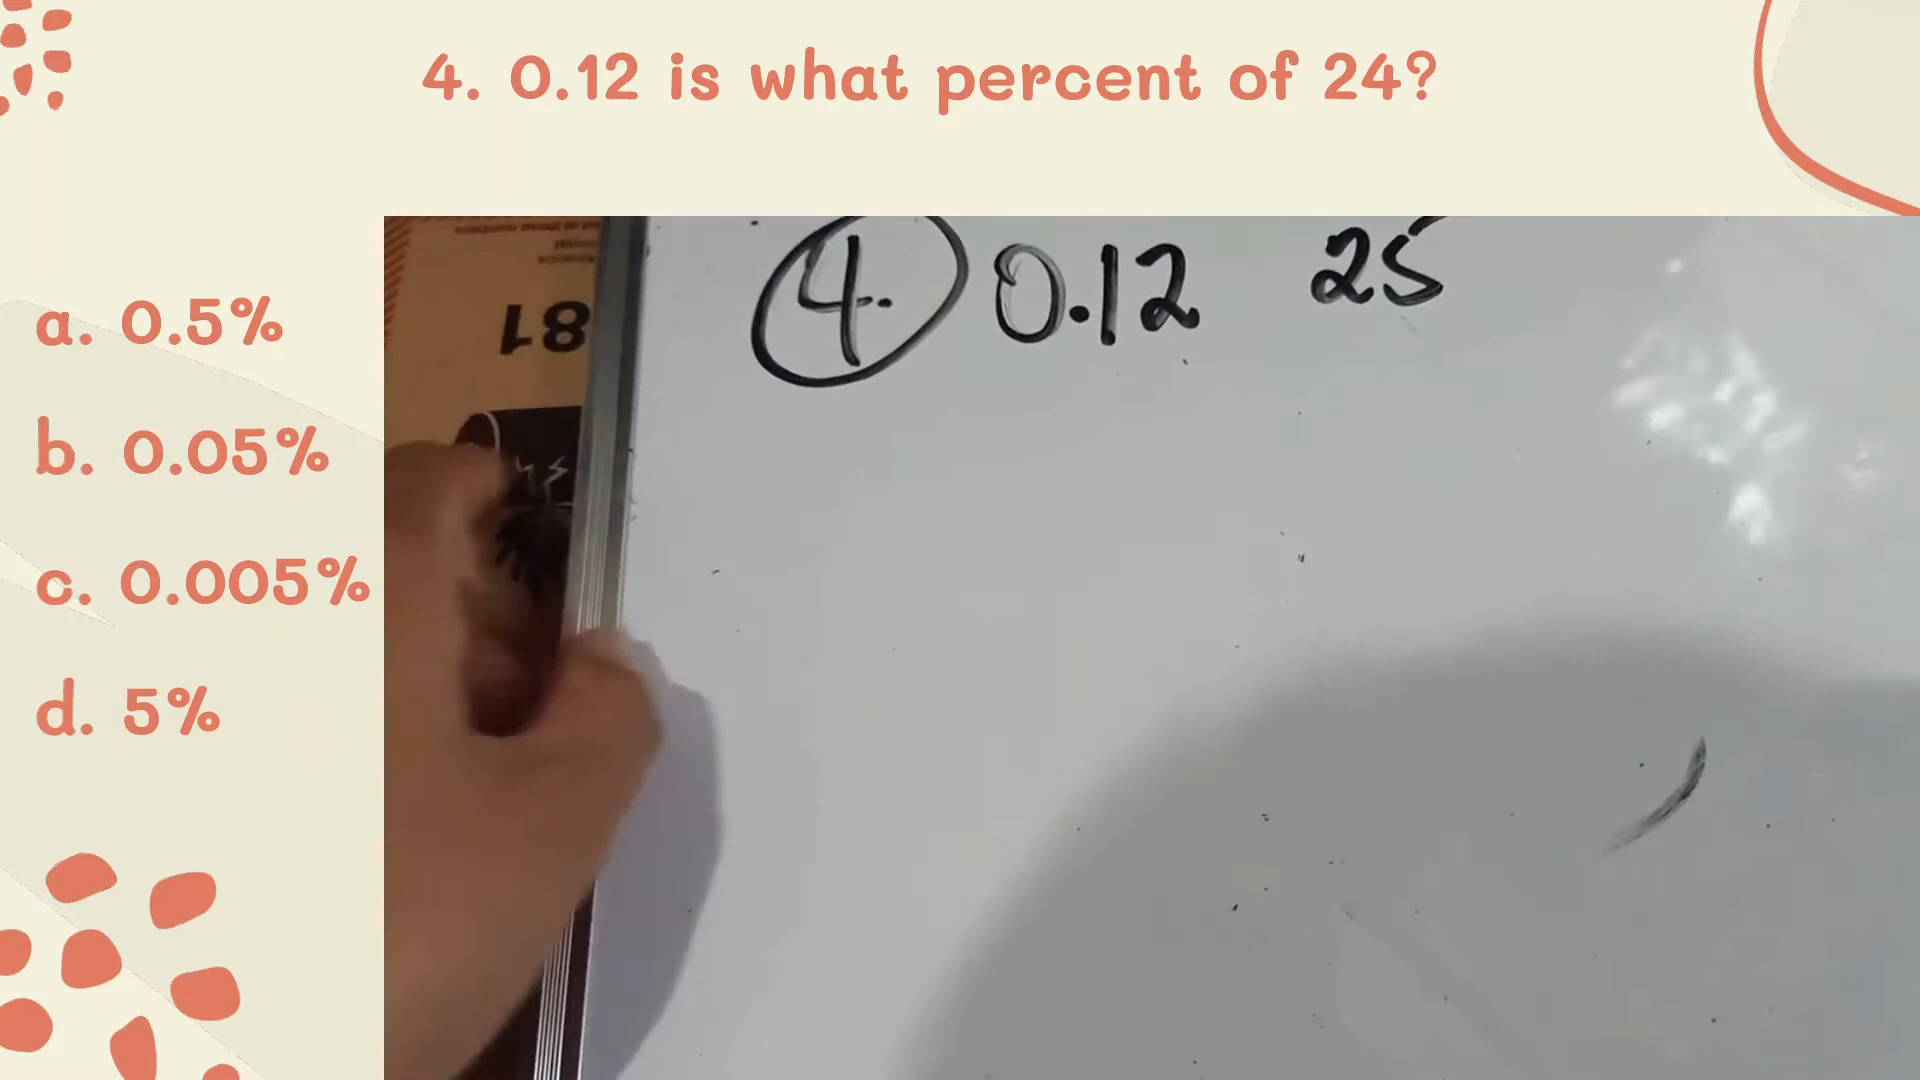 4. 0.12 is what percent of 24?
a. 0.5%
b. 0.05%
c. 0.005%
d. 5%
4. 0.12 25
81